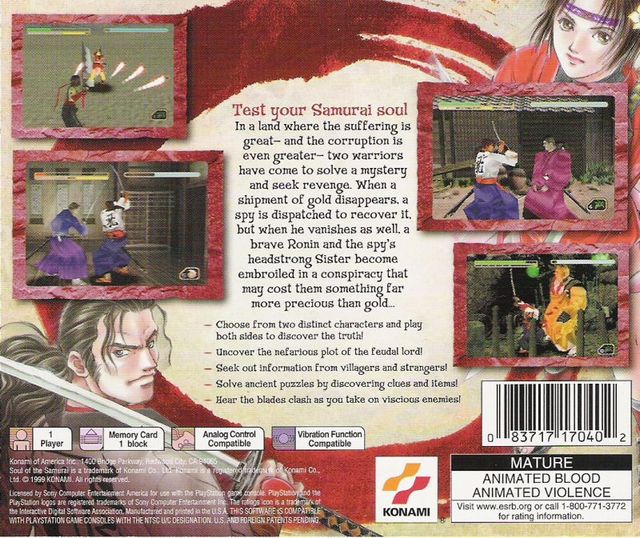 Test your Samurai soul
In a land where the suffering is
great– and the corruption is
even greater– two warriors
have come to solve a mystery
and seek revenge. When a
shipment of gold disappears, a
spy is dispatched to recover it,
but when he vanishes as well, a
brave Ronin and the spy's
headstrong Sister become
embroiled in a conspiracy that
may cost them something far
more precious than gold...
– Choose from two distinct characters and play
both sides to discover the truth!
– Uncover the nefarious plot of the feudal lord!
– Seek out information from villagers and strangers!
– Solve ancient puzzles by discovering clues and items!
– Hear the blades clash as you take on viscious enemies!
1
Player
Memory Card
1 block
Analog Control
Compatible
Vibration Function
Compatible
Konami of America Inc. 1400 Bridge Parkway, Redwood City, CA 94065
Soul of the Samurai is a trademark of Konami Co., Ltd. Konami is a registered trademark of Konami Co.,
Ltd. © 1999 KONAMI. All rights reserved.
Licensed by Sony Computer Entertainment America for use with the PlayStation game console. PlayStation and the
PlayStation logos are registered trademarks of Sony Computer Entertainment Inc. The ratings icon is a trademark of
the Interactive Digital Software Association. Manufactured and printed in the U.S.A. THIS SOFTWARE IS COMPATIBLE
WITH PLAYSTATION GAME CONSOLES WITH THE NTSC U/C DESIGNATION. U.S. AND FOREIGN PATENTS PENDING.
KONAMI
0 83717 17040 2
MATURE
ANIMATED BLOOD
ANIMATED VIOLENCE
Visit www.esrb.org or call 1-800-771-3772
for rating information.